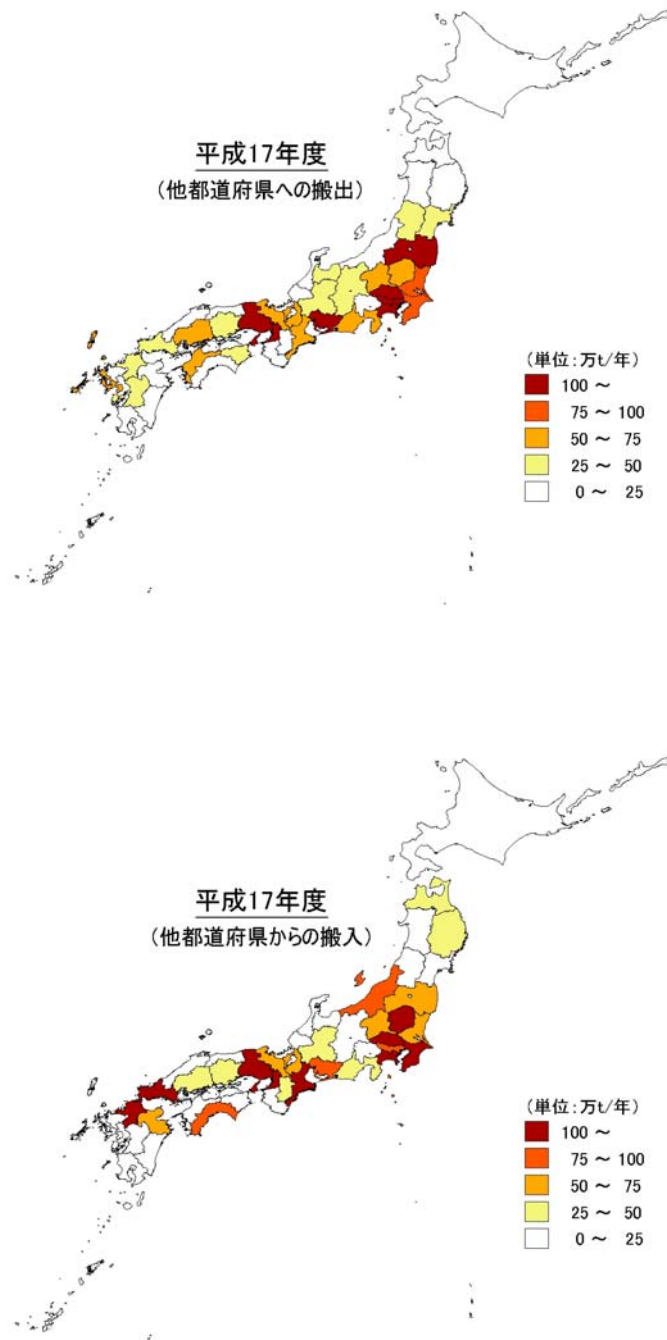 平成17年度
(他都道府県への搬出)
(単位:万t/年)
100 ～
75 ～ 100
50 ～ 75
25 ～ 50
0 ～ 25
平成17年度
(他都道府県からの搬入)
(単位:万t/年)
100 ～
75 ～ 100
50 ～ 75
25 ～ 50
0 ～ 25